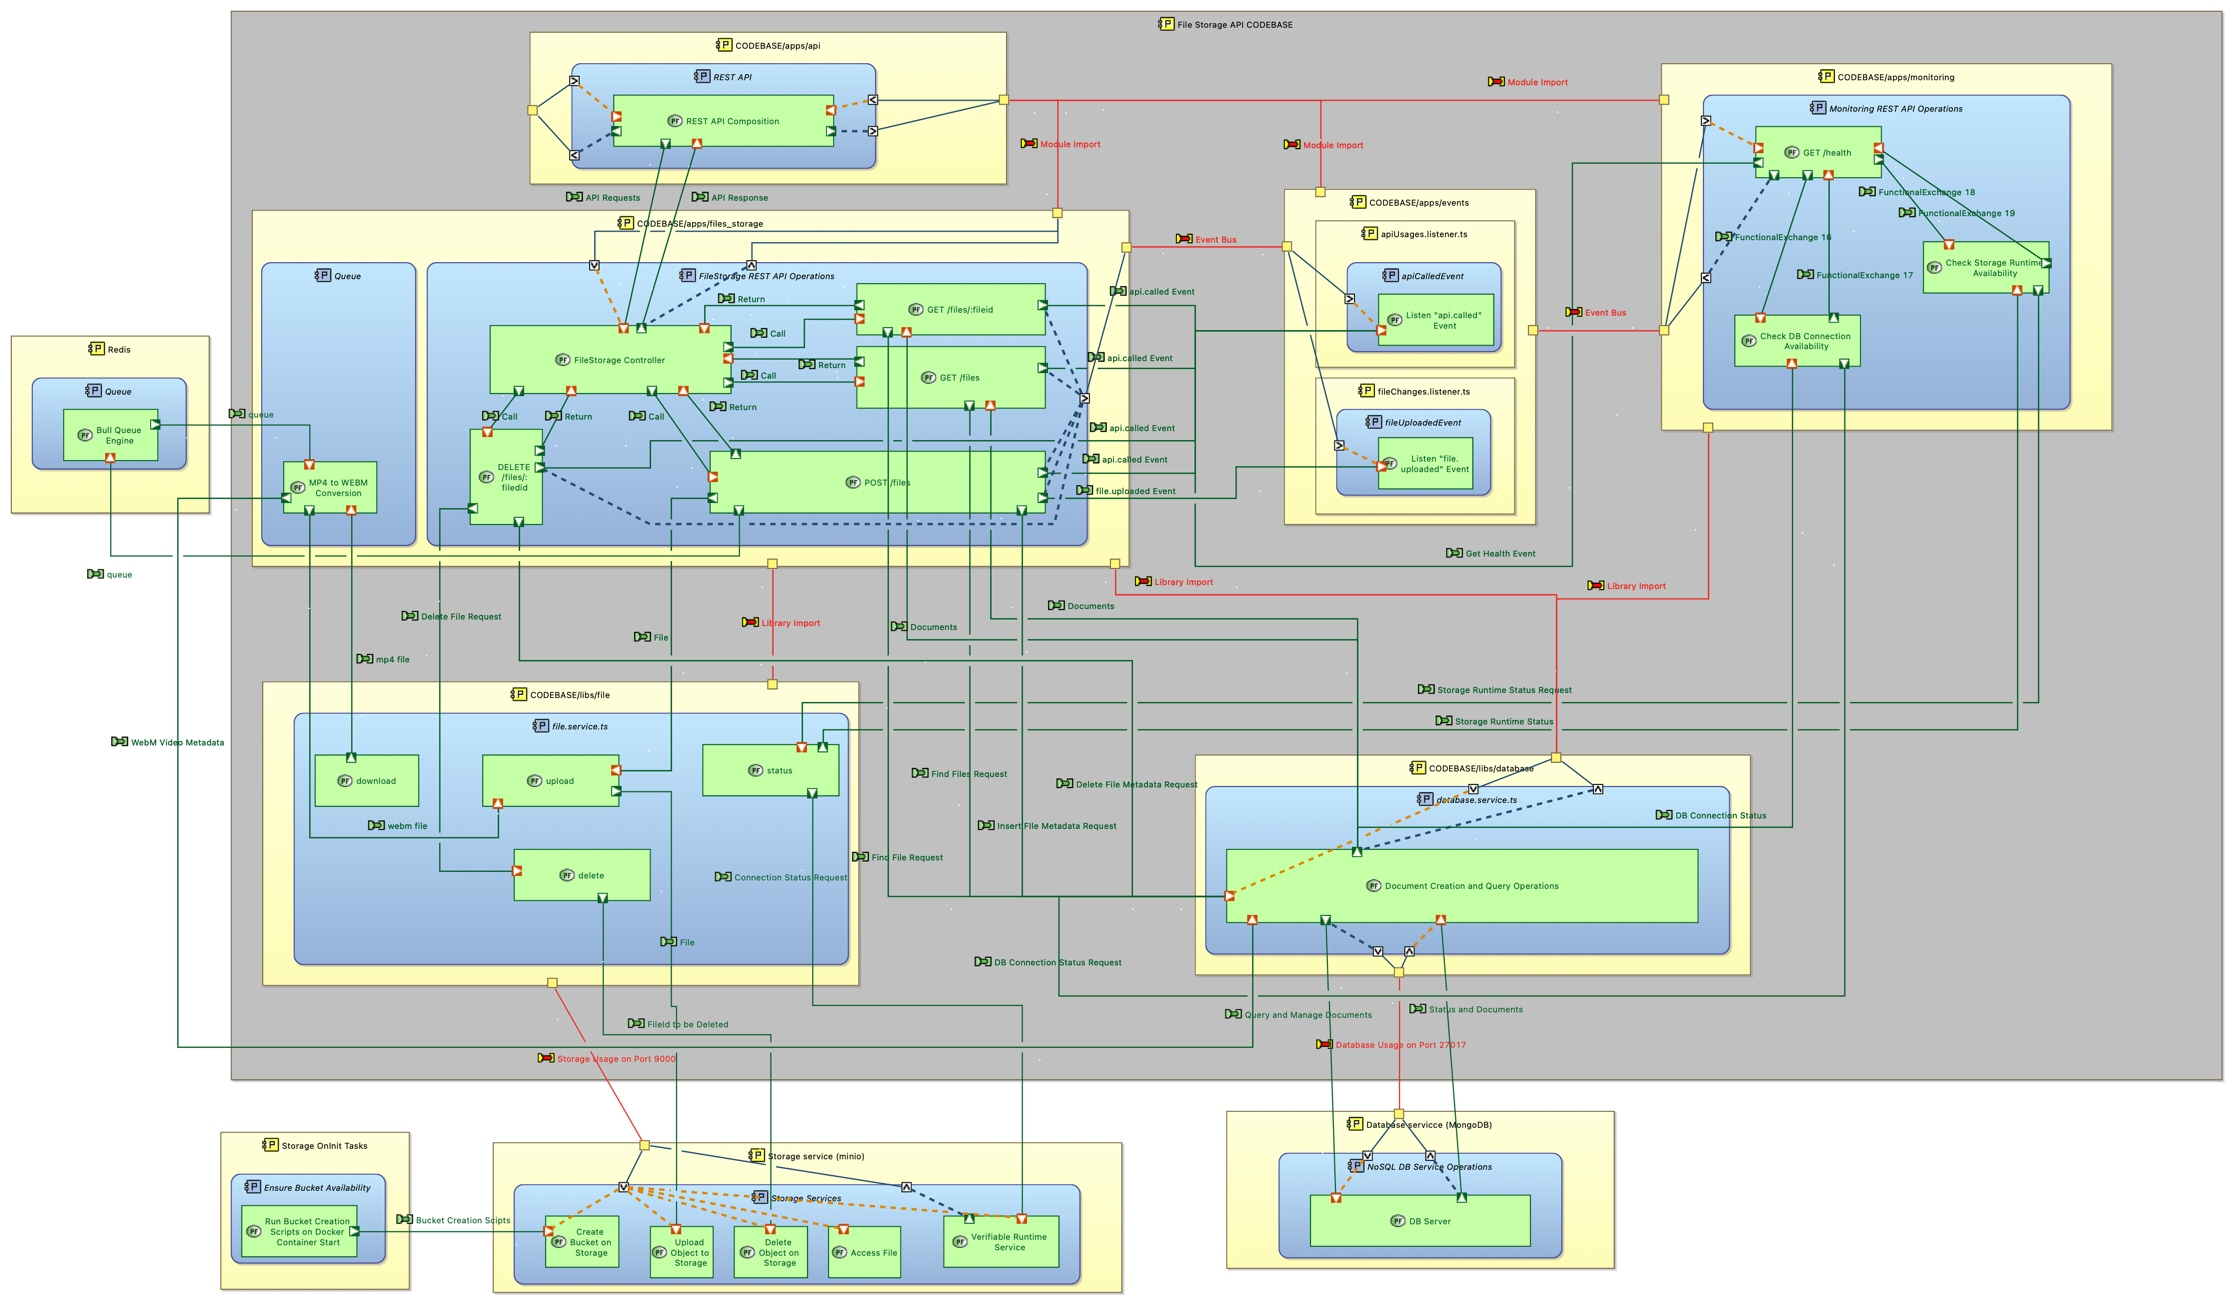 File Storage API CODEBASE
CODEBASE/apps/api
REST API
REST API Composition
Module Import
Module Import
Module Import
API Requests
API Response
CODEBASE/apps/monitoring
Monitoring REST API Operations
GET /health
FunctionalExchange 18
FunctionalExchange 19
FunctionalExchange 16
FunctionalExchange 17
Check Storage Runtime
Availability
Check DB Connection
Availability
CODEBASE/apps/files_storage
Queue
FileStorage REST API Operations
FileStorage Controller
Return
Call
Return
Call
GET /files/:fileid
GET /files
Call
Return
Call
Return
DELETE
/files/:
filedid
POST /files
MP4 to WEBM
Conversion
Event Bus
api.called Event
api.called Event
api.called Event
api.called Event
file.uploaded Event
CODEBASE/apps/events
apiUsages.listener.ts
apiCalledEvent
Listen "api.called"
Event
fileChanges.listener.ts
fileUploadedEvent
Listen "file.
uploaded" Event
Event Bus
Get Health Event
Redis
Queue
Bull Queue
Engine
queue
queue
Library Import
Library Import
Library Import
Delete File Request
File
Documents
Documents
mp4 file
WebM Video Metadata
Storage Runtime Status Request
Storage Runtime Status
CODEBASE/libs/file
file.service.ts
download
upload
status
webm file
delete
Connection Status Request
File
Find Files Request
Delete File Metadata Request
Insert File Metadata Request
Find File Request
DB Connection Status Request
CODEBASE/libs/database
database.service.ts
DB Connection Status
Document Creation and Query Operations
FileId to be Deleted
Storage Usage on Port 9000
Query and Manage Documents
Status and Documents
Database Usage on Port 27017
Storage OnInit Tasks
Ensure Bucket Availability
Run Bucket Creation
Scripts on Docker
Container Start
Bucket Creation Scipts
Storage service (minio)
Storage Services
Create
Bucket on
Storage
Upload
Object to
Storage
Delete
Object on
Storage
Access File
Verifiable Runtime
Service
Database servicce (MongoDB)
NoSQL DB Service Operations
DB Server